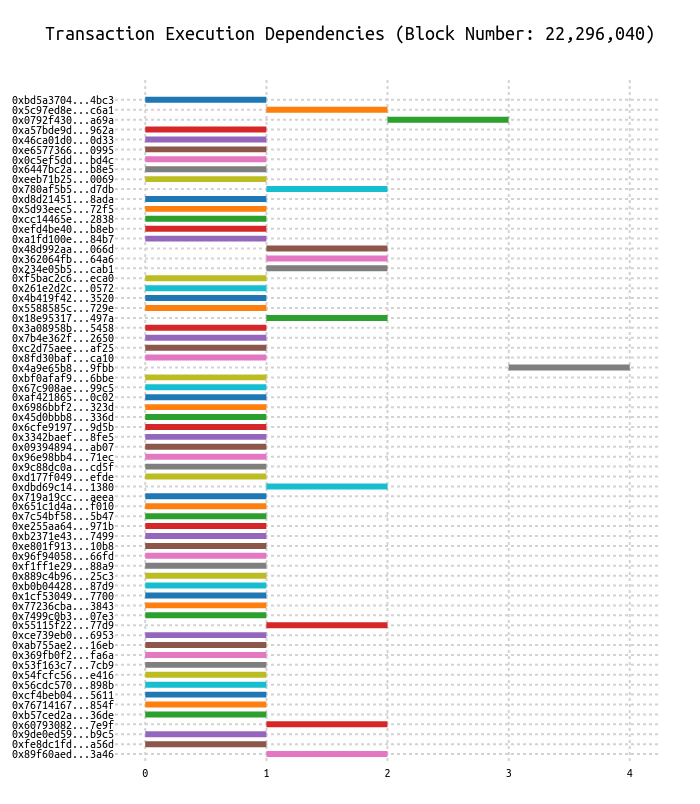 Transaction Execution Dependencies (Block Number: 22,296,040)
0xbd5a3704...4bc3
0x5c97ed8e...c6a1
0x0792f430...a69a
0xa57bde9d...962a
0x46ca01d0...0d33
0xe6577366...0995
0x0c5ef5dd...bd4c
0x6447bc2a...b8e5
0xeeb71b25...0069
0x780af5b5...d7db
0xd8d21451...8ada
0x5d93eec5...72f5
0xcc14465e...2838
0xefd4be40...b8eb
0xa1fd100e...84b7
0x48d992aa...066d
0x362064fb...64a6
0x234e05b5...cab1
0xf5bac2c6...eca0
0x261e2d2c...0572
0x4b419f42...3520
0x5588585c...729e
0x18e95317...497a
0x3a08958b...5458
0x7b4e362f...2650
0xc2d75aee...af25
0x8fd30baf...ca10
0x4a9e65b8...9fbb
0xbf0afaf9...6bbe
0x67c908ae...99c5
0xaf421865...0c02
0x6986bbf2...323d
0x45d0bbb8...336d
0x6cfe9197...9d5b
0x3342baef...8fe5
0x09394894...ab07
0x96e98bb4...71ec
0x9c88dc0a...cd5f
0xd177f049...efde
0xdbd69c14...1380
0x719a19cc...aeea
0x651c1d4a...f010
0x7c54bf58...5b47
0xe255aa64...971b
0xb2371e43...7499
0xe801f913...10b8
0x96f94058...66fd
0xf1ff1e29...88a9
0x889c4b96...25c3
0xb0b04428...87d9
0x1cf53049...7700
0x77236cba...3843
0x7499c0b3...07e3
0x55115f22...77d9
0xce739eb0...6953
0xab755ae2...16eb
0x369fb0f2...fa6a
0x53f163c7...7cb9
0x54fcfc56...e416
0x56cdc570...898b
0xcf4beb04...5611
0x76714167...854f
0xb57ced2a...36de
0x60793082...7e9f
0x9de0ed59...b9c5
0xfe8dc1fd...a56d
0x89f60aed...3a46
0 1 2 3 4